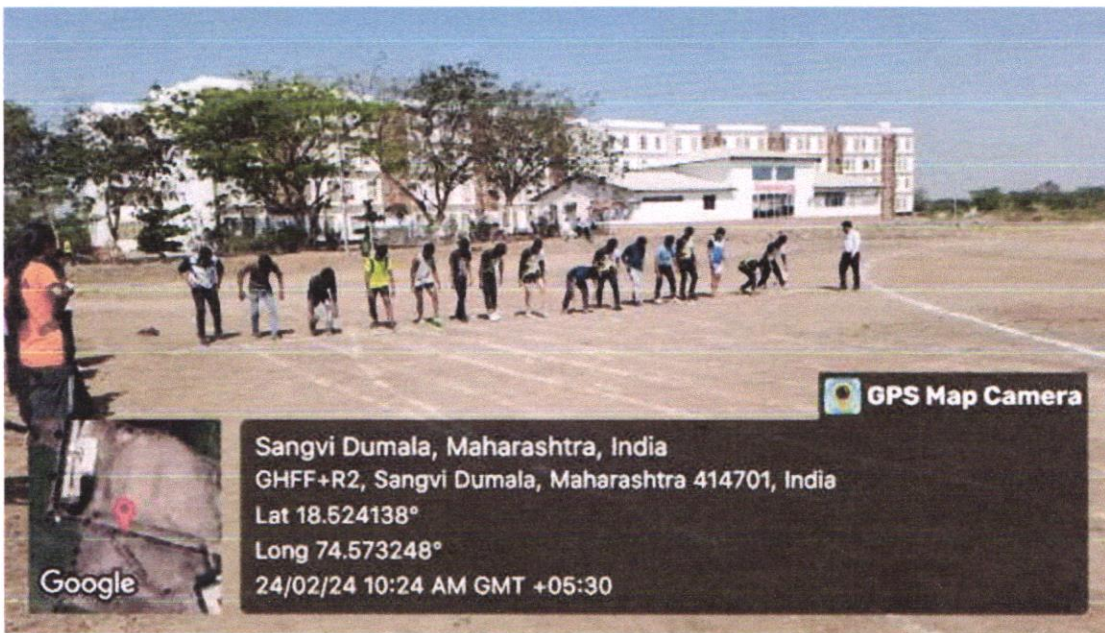 GPS Map Camera
Sangvi Dumala, Maharashtra, India
GHFF+R2, Sangvi Dumala, Maharashtra 414701, India
Lat 18.524138°
Long 74.573248°
24/02/24 10:24 AM GMT +05:30
Google